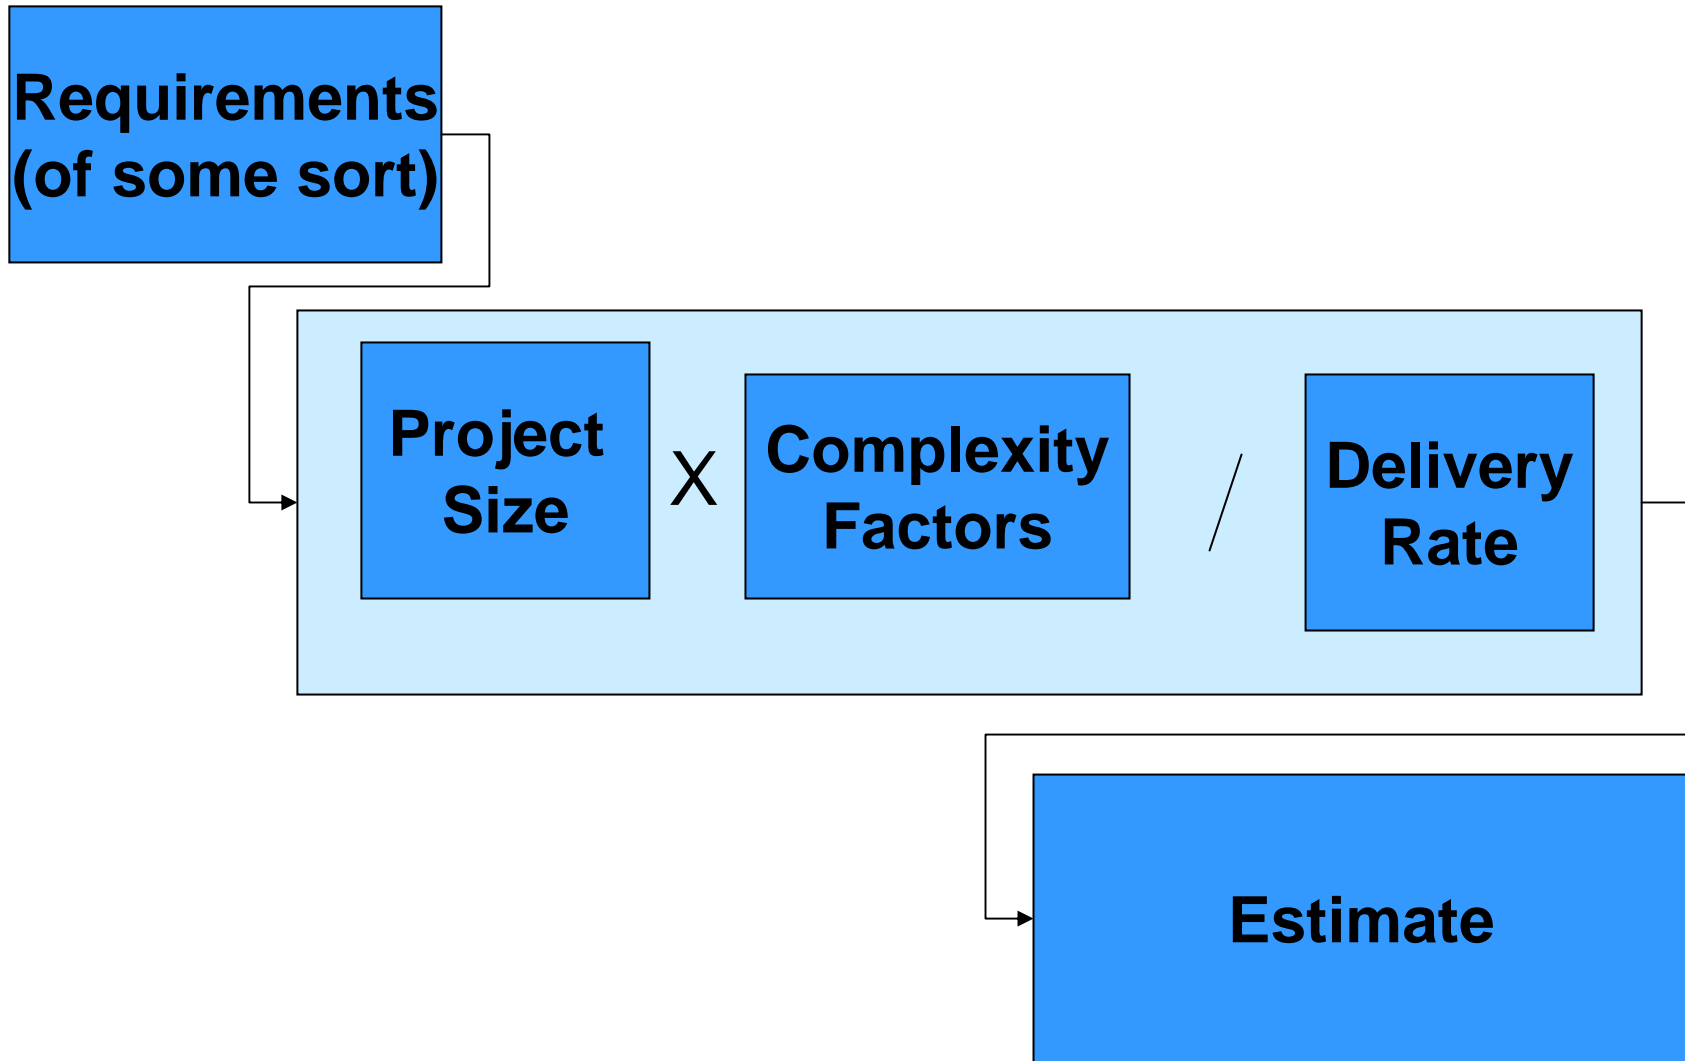 Requirements
(of some sort)
Project
Size
X
Complexity
Factors
/
Delivery
Rate
Estimate